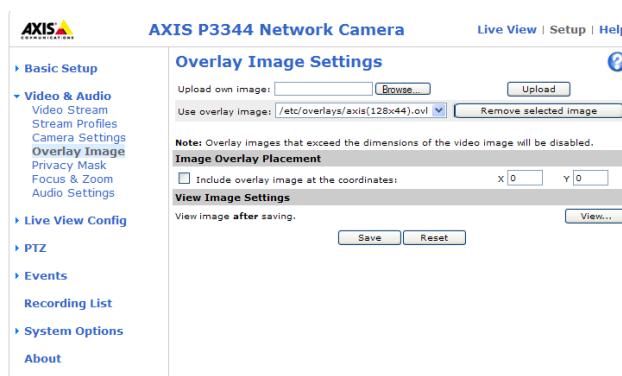 AXIS
COMMUNICATIONS
AXIS P3344 Network Camera
Live View | Setup | Help
Basic Setup
Video & Audio
Video Stream
Stream Profiles
Camera Settings
Overlay Image
Privacy Mask
Focus & Zoom
Audio Settings
Live View Config
PTZ
Events
Recording List
System Options
About
Overlay Image Settings
?
Upload own image: Browse... Upload
Use overlay image: /etc/overlays/axis(128x44).ovl Remove selected image
Note: Overlay images that exceed the dimensions of the video image will be disabled.
Image Overlay Placement
Include overlay image at the coordinates: X 0 Y 0
View Image Settings
View image after saving. View...
Save Reset